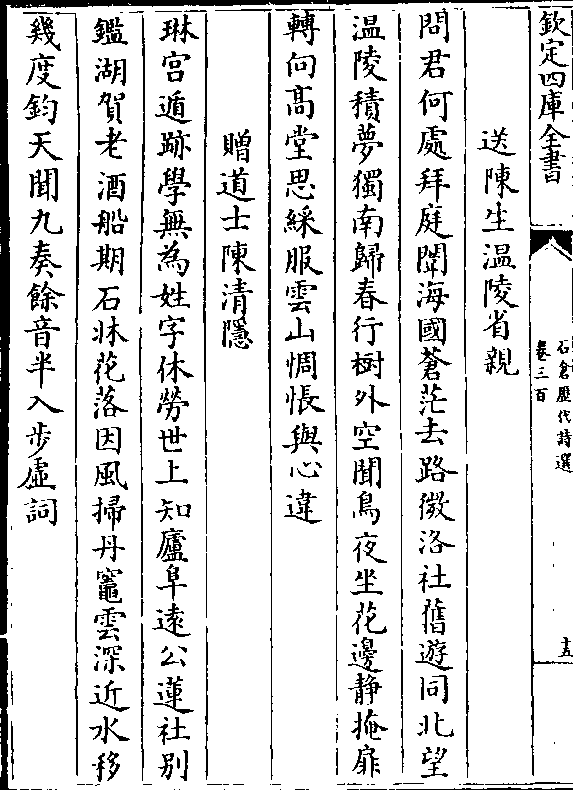 欽定四庫全書
石倉歴代詩選
卷三百
十五
送陳生温陵省親
問君何處拜庭闈海國蒼茫去路微洛社舊遊同北望
温陵積夢獨南歸春行樹外空聞鳥夜坐花邊静掩扉
轉向髙堂思綵服雲山惆悵與心違
贈道士陳清隱
琳宫遁跡學無為姓字休勞世上知廬阜逺公蓮社别
鑑湖賀老酒船期石牀花落因風掃丹竈雲深近水移
幾度鈞天聞九奏餘音半入步虚詞